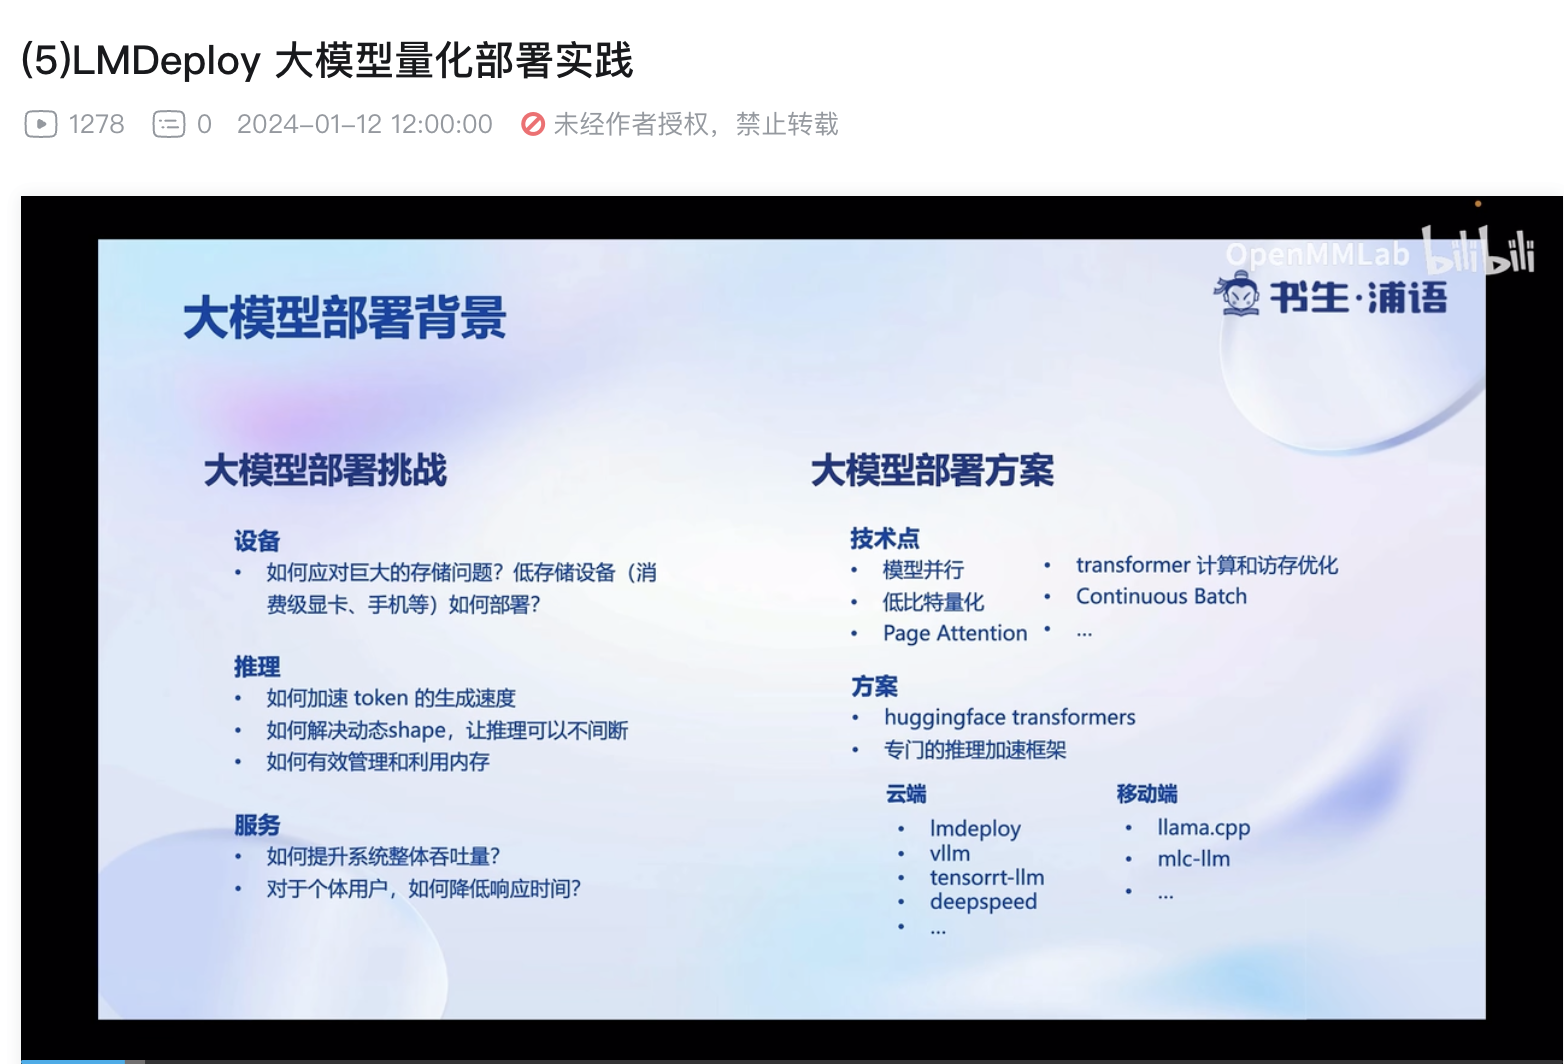 (5)LMDeploy 大模型量化部署实践
1278 0 2024-01-12 12:00:00 未经作者授权，禁止转载
OpenMMLab bilibili
书生·浦语
大模型部署背景
大模型部署挑战
设备
• 如何应对巨大的存储问题？低存储设备（消
费级显卡、手机等）如何部署？
推理
• 如何加速 token 的生成速度
• 如何解决动态shape，让推理可以不间断
• 如何有效管理和利用内存
服务
• 如何提升系统整体吞吐量？
• 对于个体用户，如何降低响应时间？
大模型部署方案
技术点
• 模型并行
• 低比特量化
• Page Attention
• transformer 计算和访存优化
• Continuous Batch
• ...
方案
• huggingface transformers
• 专门的推理加速框架
云端
• lmdeploy
• vllm
• tensorrt-llm
• deepspeed
• ...
移动端
• llama.cpp
• mlc-llm
• ...